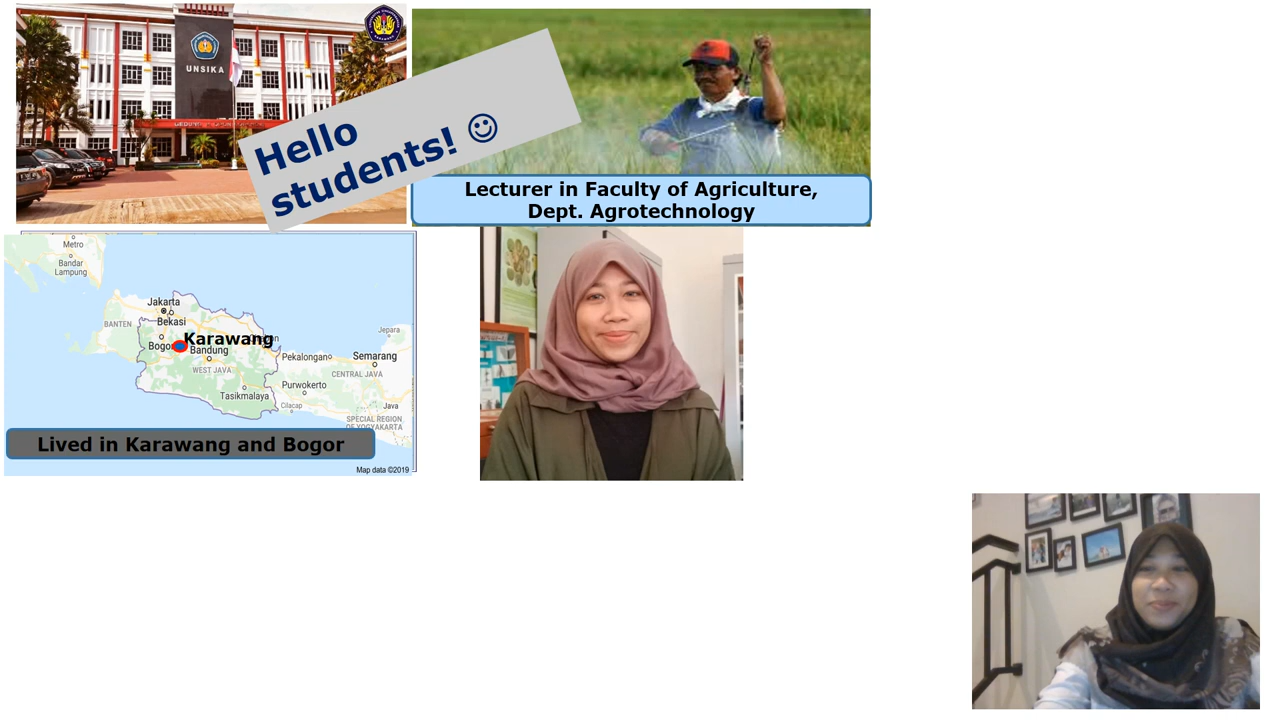 UNSIKA
Hello
students! ☺
Lecturer in Faculty of Agriculture,
Dept. Agrotechnology
Metro
Bandar
Lampung
Jakarta
Bekasi
BANTEN
Karawang
Bogor
Bandung
WEST JAVA
Tasikmalaya
Jepara
Pekalongan
Semarang
CENTRAL JAVA
Purwokerto
Cilacap
Java
SPECIAL REGION
OF YOGYAKARTA
Lived in Karawang and Bogor
Map data ©2019